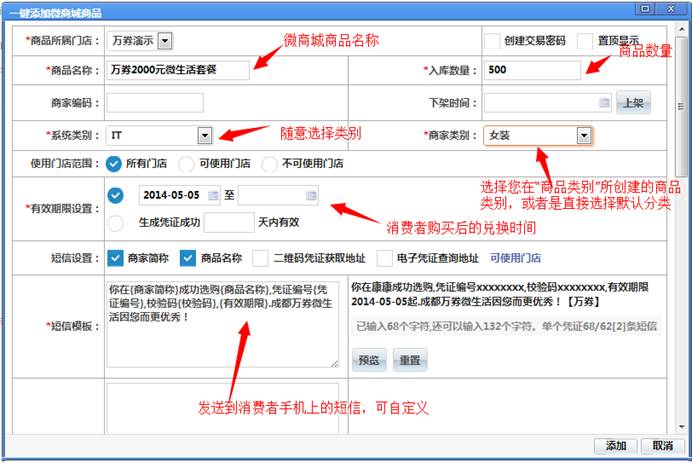 一键添加微商城商品
*商品所属门店： 万券演示 创建交易密码 置顶显示
微商城商品名称
商品数量
*商品名称： 万券2000元微生活套餐 *入库数量： 500
商家编码： 下架时间： 上架
*系统类别： IT *商家类别： 女装
随意选择类别
使用门店范围： 所有门店 可使用门店 不可使用门店
选择您在“商品类别”所创建的商品
类别，或者是直接选择默认分类
*有效期限设置： 2014-05-05 至
生成凭证成功 天内有效
消费者购买后的兑换时间
短信设置： 商家简称 商品名称 二维码凭证获取地址 电子凭证查询地址 可使用门店
*短信模板：
你在{商家简称}成功选购{商品名称},凭证编号{凭
证编号},校验码{校验码},{有效期限}.成都万券微生
活因您而更优秀！
你在康康成功选购,凭证编号xxxxxxxx,校验码xxxxxxxx,有效期限
2014-05-05起.成都万券微生活因您而更优秀！【万券】
已输入68个字符,还可以输入132个字符。单个凭证68/62[2]条短信
预览 重置
发送到消费者手机上的短信，可自定义
添加 取消